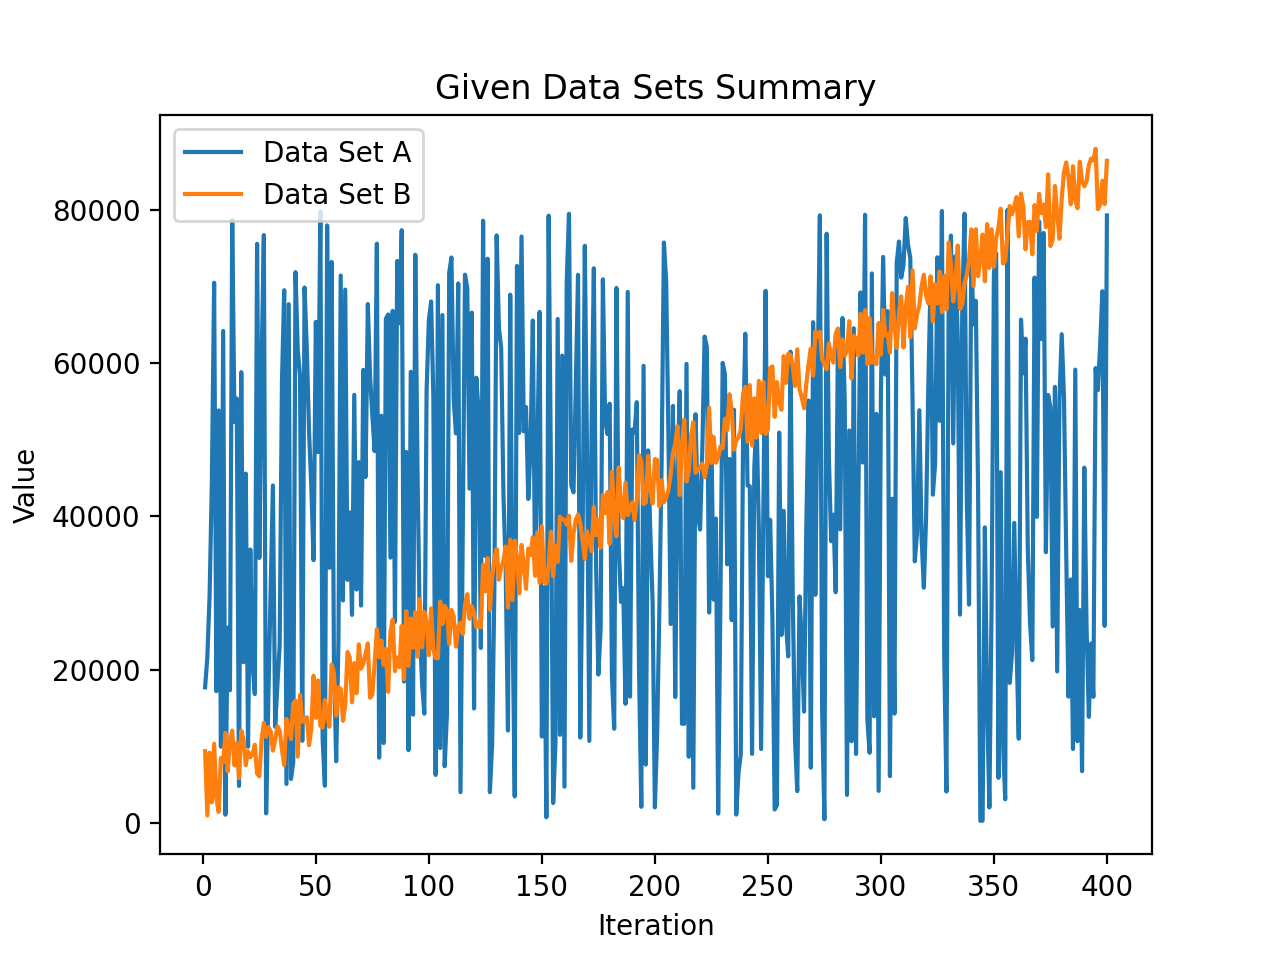 Given Data Sets Summary
Data Set A
Data Set B
80000
60000
40000
20000
0
Value
0 50 100 150 200 250 300 350 400
Iteration